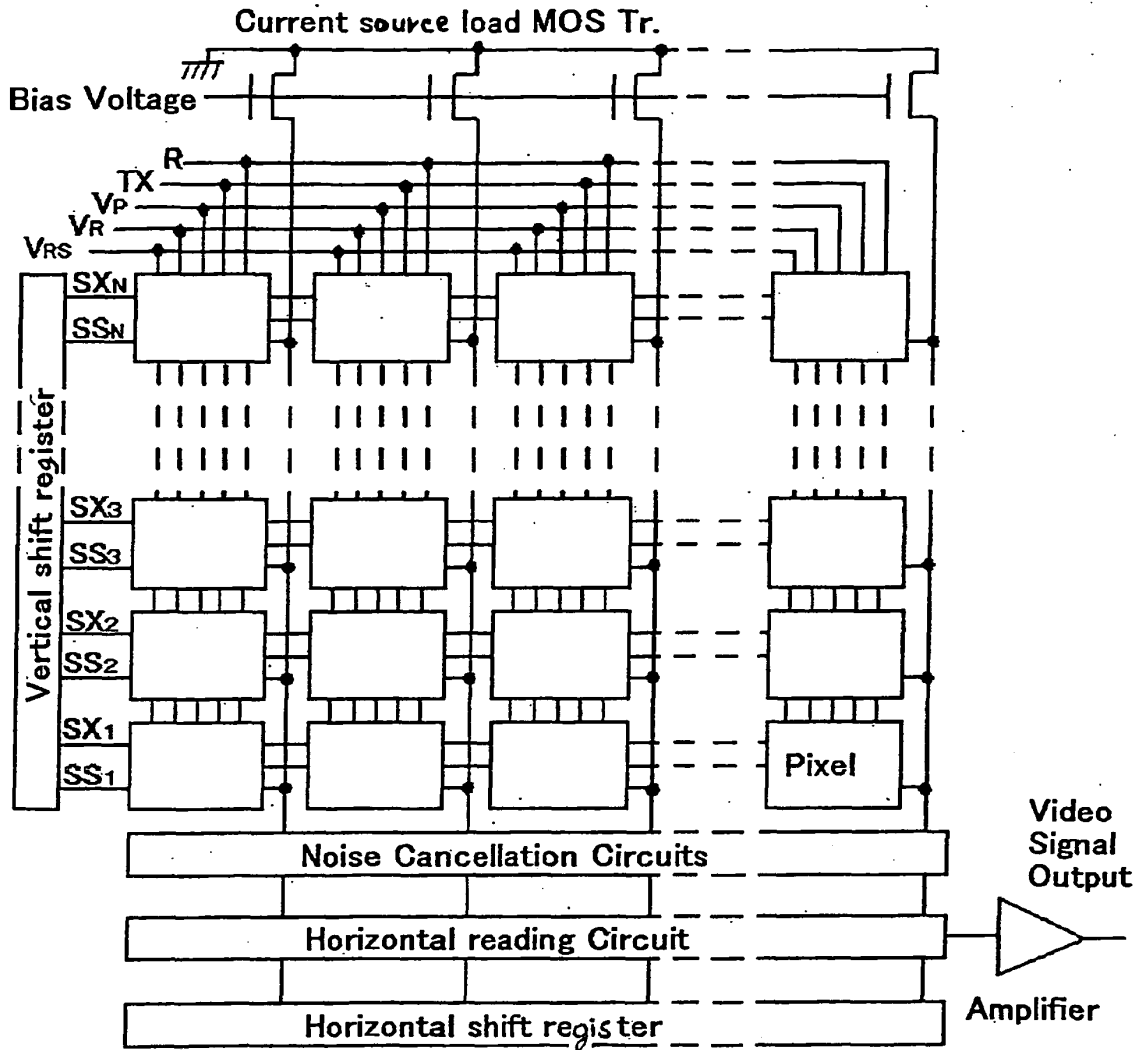 Current source load MOS Tr.
Bias Voltage
R
TX
VP
VR
VRS
SXN
SSN
Vertical shift register
SX3
SS3
SX2
SS2
SX1
SS1
Pixel
Noise Cancellation Circuits
Horizontal reading Circuit
Horizontal shift register
Video
Signal
Output
Amplifier